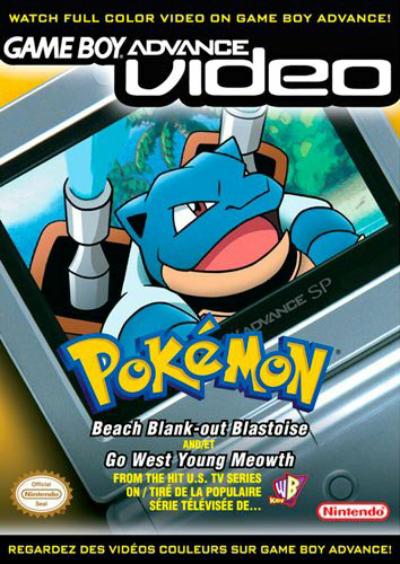 WATCH FULL COLOR VIDEO ON GAME BOY ADVANCE!
GAME BOY ADVANCE
video
ADVANCE SP
POKéMON
Beach Blank-out Blastoise
AND/ET
Go West Young Meowth
FROM THE HIT U.S. TV SERIES
ON / TIRÉ DE LA POPULAIRE
SÉRIE TÉLÉVISÉE DE...
Kids WB
Official
Nintendo
Seal
Nintendo
REGARDEZ DES VIDÉOS COULEURS SUR GAME BOY ADVANCE!